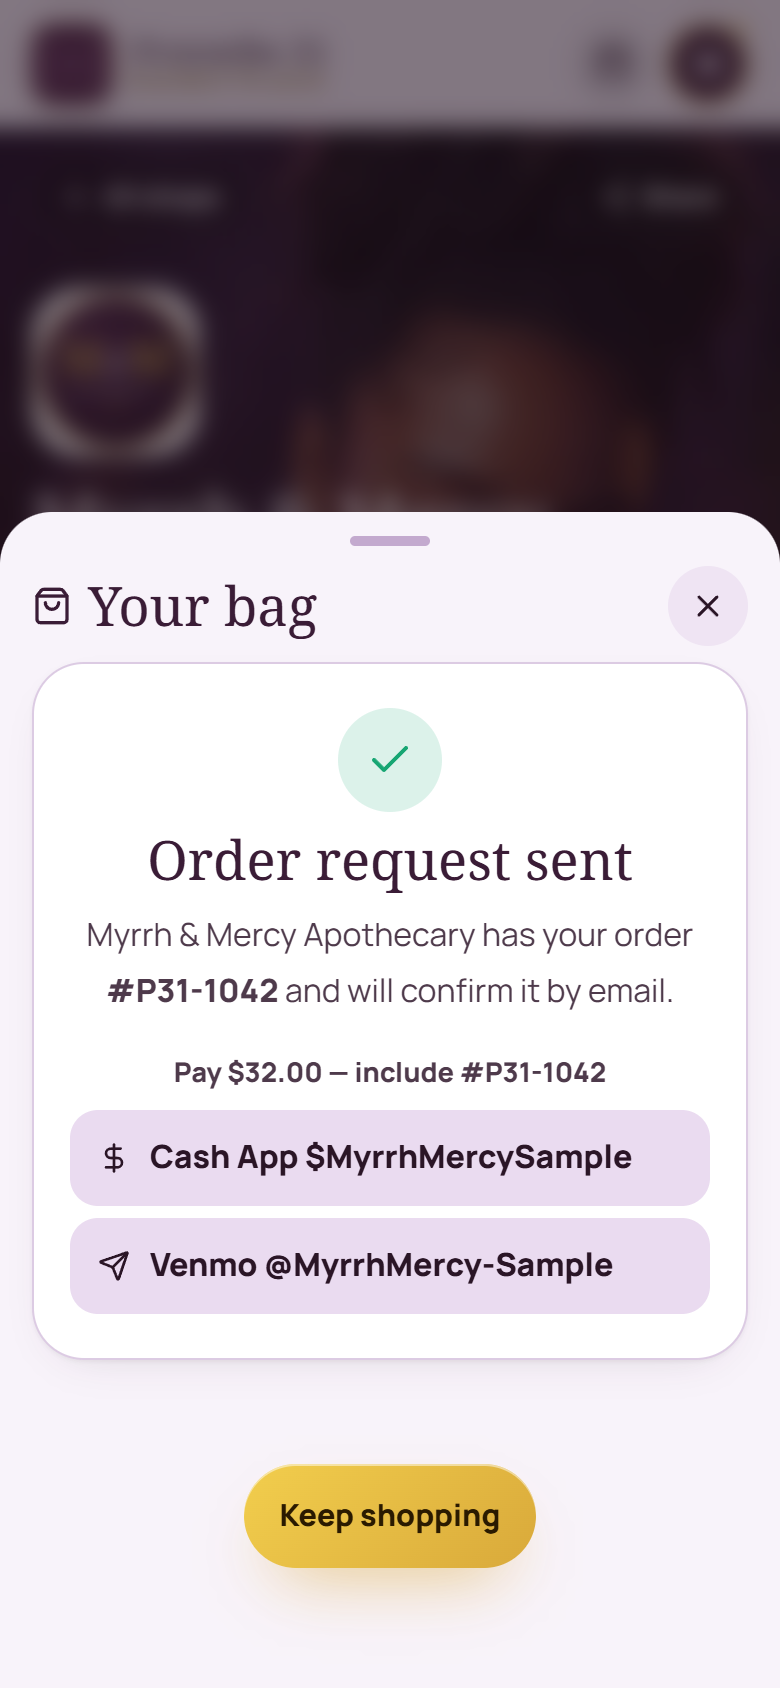 Your bag
Order request sent
Myrrh & Mercy Apothecary has your order
#P31-1042 and will confirm it by email.
Pay $32.00 — include #P31-1042
Cash App $MyrrhMercySample
Venmo @MyrrhMercy-Sample
Keep shopping